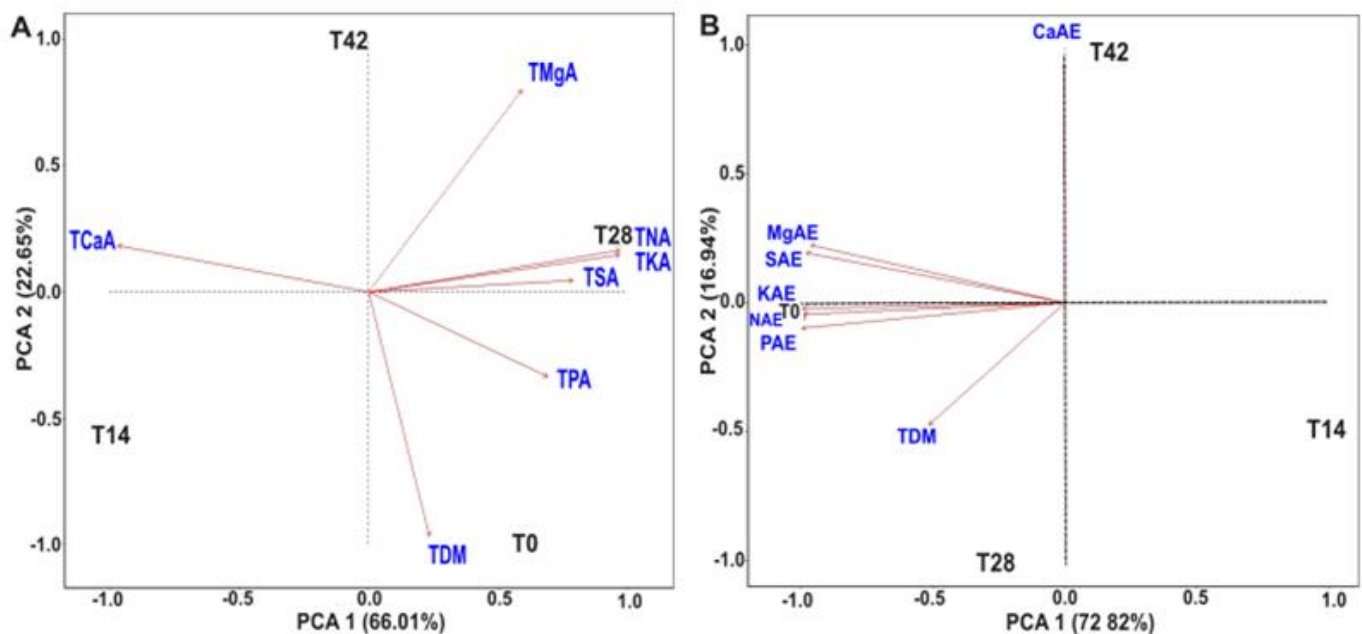 A
PCA 2 (22.65%)
1.0
0.5
0.0
-0.5
-1.0
T42
TMgA
TCaA
T28
TNA
TKA
TSA
TPA
T14
TDM
T0
-1.0
-0.5
0.0
0.5
1.0
PCA 1 (66.01%)
B
PCA 2 (16.94%)
1.0
0.5
0.0
-0.5
-1.0
CaAE
T42
MgAE
SAE
KAE
T0
NAE
PAE
TDM
T14
T28
-1.0
-0.5
0.0
0.5
1.0
PCA 1 (72 82%)